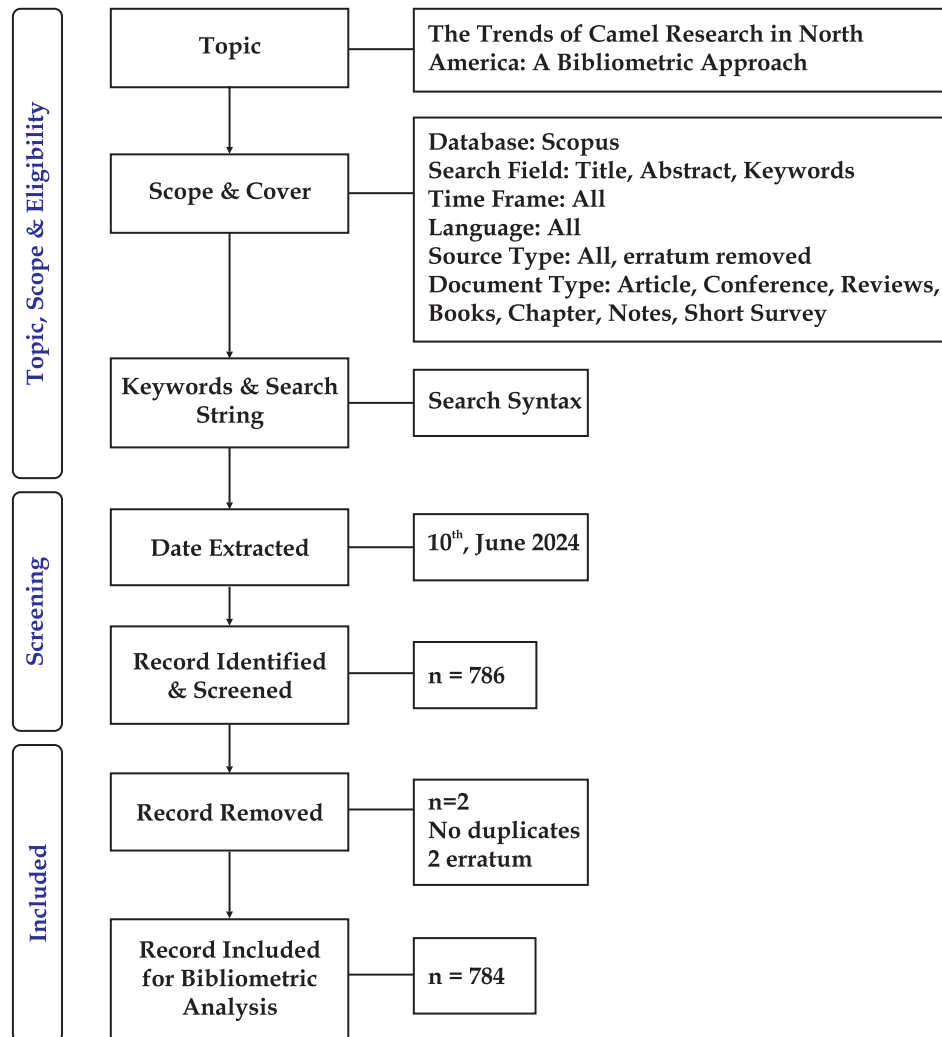 Topic, Scope & Eligibility
Topic
The Trends of Camel Research in North
America: A Bibliometric Approach
Scope & Cover
Database: Scopus
Search Field: Title, Abstract, Keywords
Time Frame: All
Language: All
Source Type: All, erratum removed
Document Type: Article, Conference, Reviews,
Books, Chapter, Notes, Short Survey
Keywords & Search
String
Search Syntax
Screening
Date Extracted
10th, June 2024
Record Identified
& Screened
n = 786
Included
Record Removed
n=2
No duplicates
2 erratum
Record Included
for Bibliometric
Analysis
n = 784